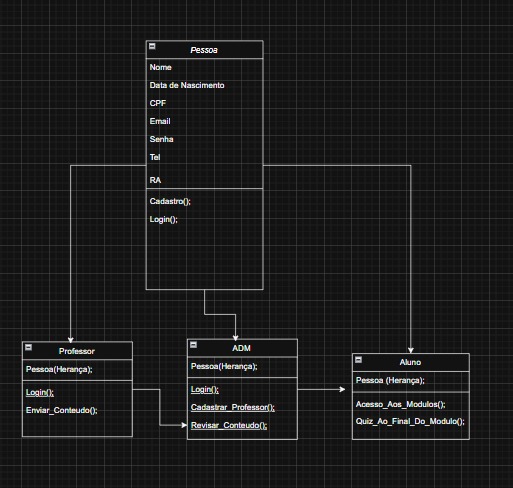 Pessoa
Nome
Data de Nascimento
CPF
Email
Senha
Tel
RA
Cadastro();
Login();
Professor
Pessoa(Herança);
Login();
Enviar_Conteudo();
ADM
Pessoa(Herança);
Login();
Cadastrar_Professor();
Revisar_Conteudo();
Aluno
Pessoa (Herança);
Acesso_Aos_Modulos();
Quiz_Ao_Final_Do_Modulo();